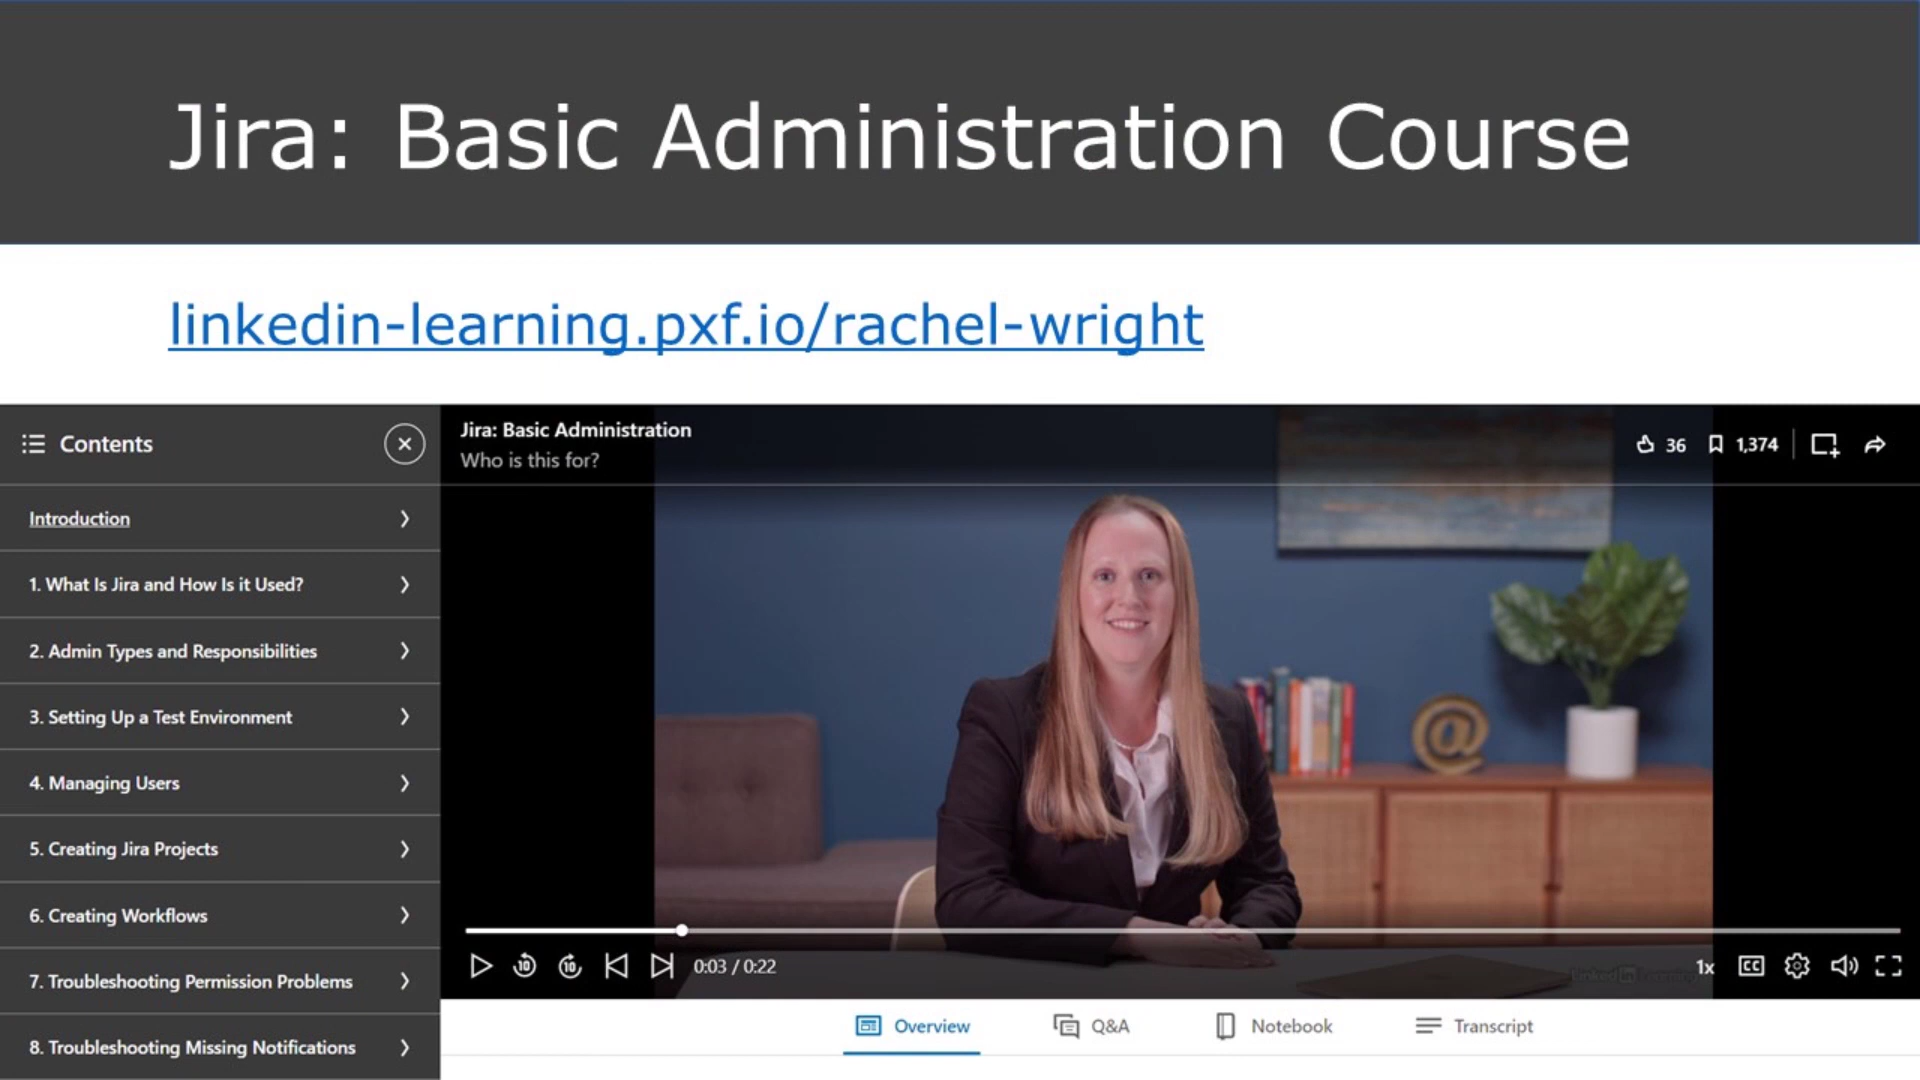 Jira: Basic Administration Course
linkedin-learning.pxf.io/rachel-wright
Contents
Introduction
1. What Is Jira and How Is it Used?
2. Admin Types and Responsibilities
3. Setting Up a Test Environment
4. Managing Users
5. Creating Jira Projects
6. Creating Workflows
7. Troubleshooting Permission Problems
8. Troubleshooting Missing Notifications
Jira: Basic Administration
Who is this for?
36 1,374
@
10 10 0:03 / 0:22
Linked in Learning
1x CC
Overview Q&A Notebook Transcript